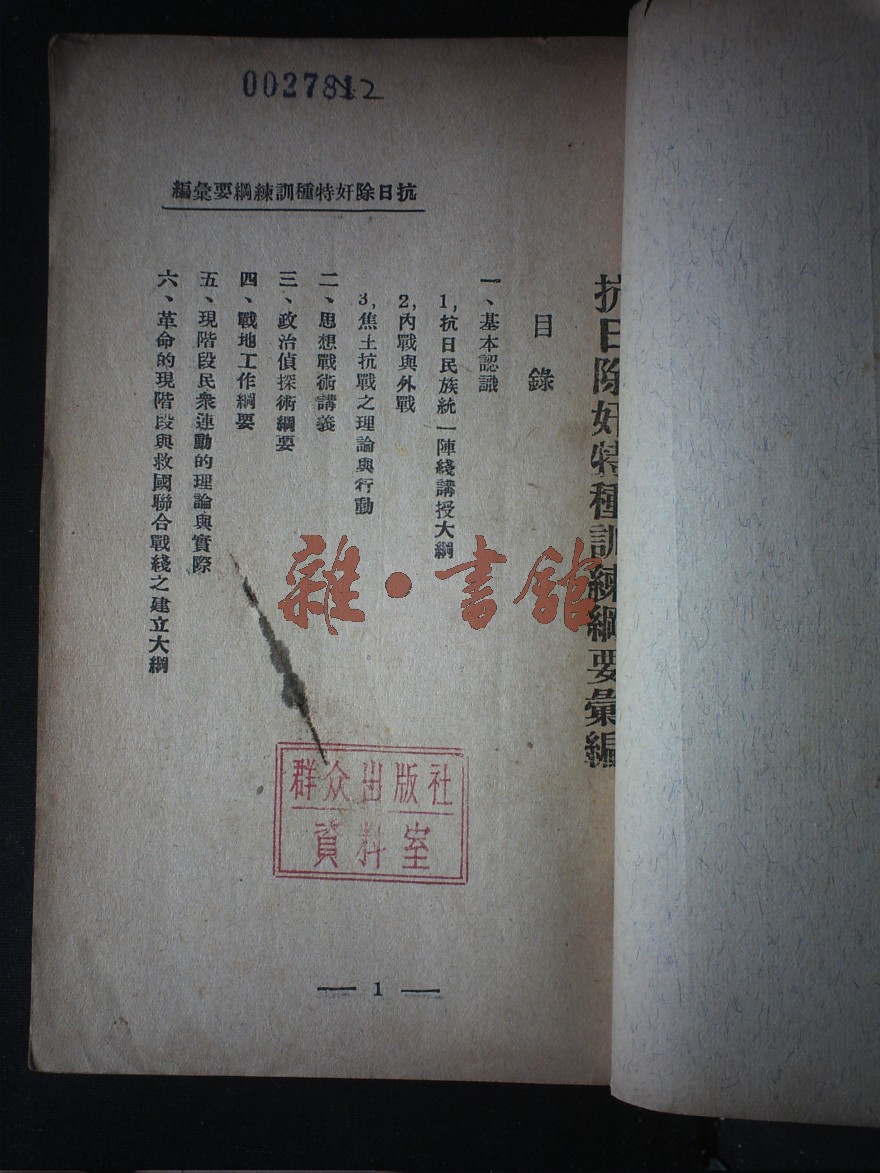 0027842
抗日除奸特種訓練綱要彙編
抗日除奸特種訓練綱要彙編
目錄
一、基本認識
1,抗日民族統一陣綫講授大綱
2,內戰與外戰
3,焦土抗戰之理論與行動
二、思想戰術講義
三、政治偵探術綱要
四、戰地工作綱要
五、現階段民衆運動的理論與實際
六、革命的現階段與救國聯合戰綫之建立大綱
雜·書館
群众出版社
資料室
— 1 —